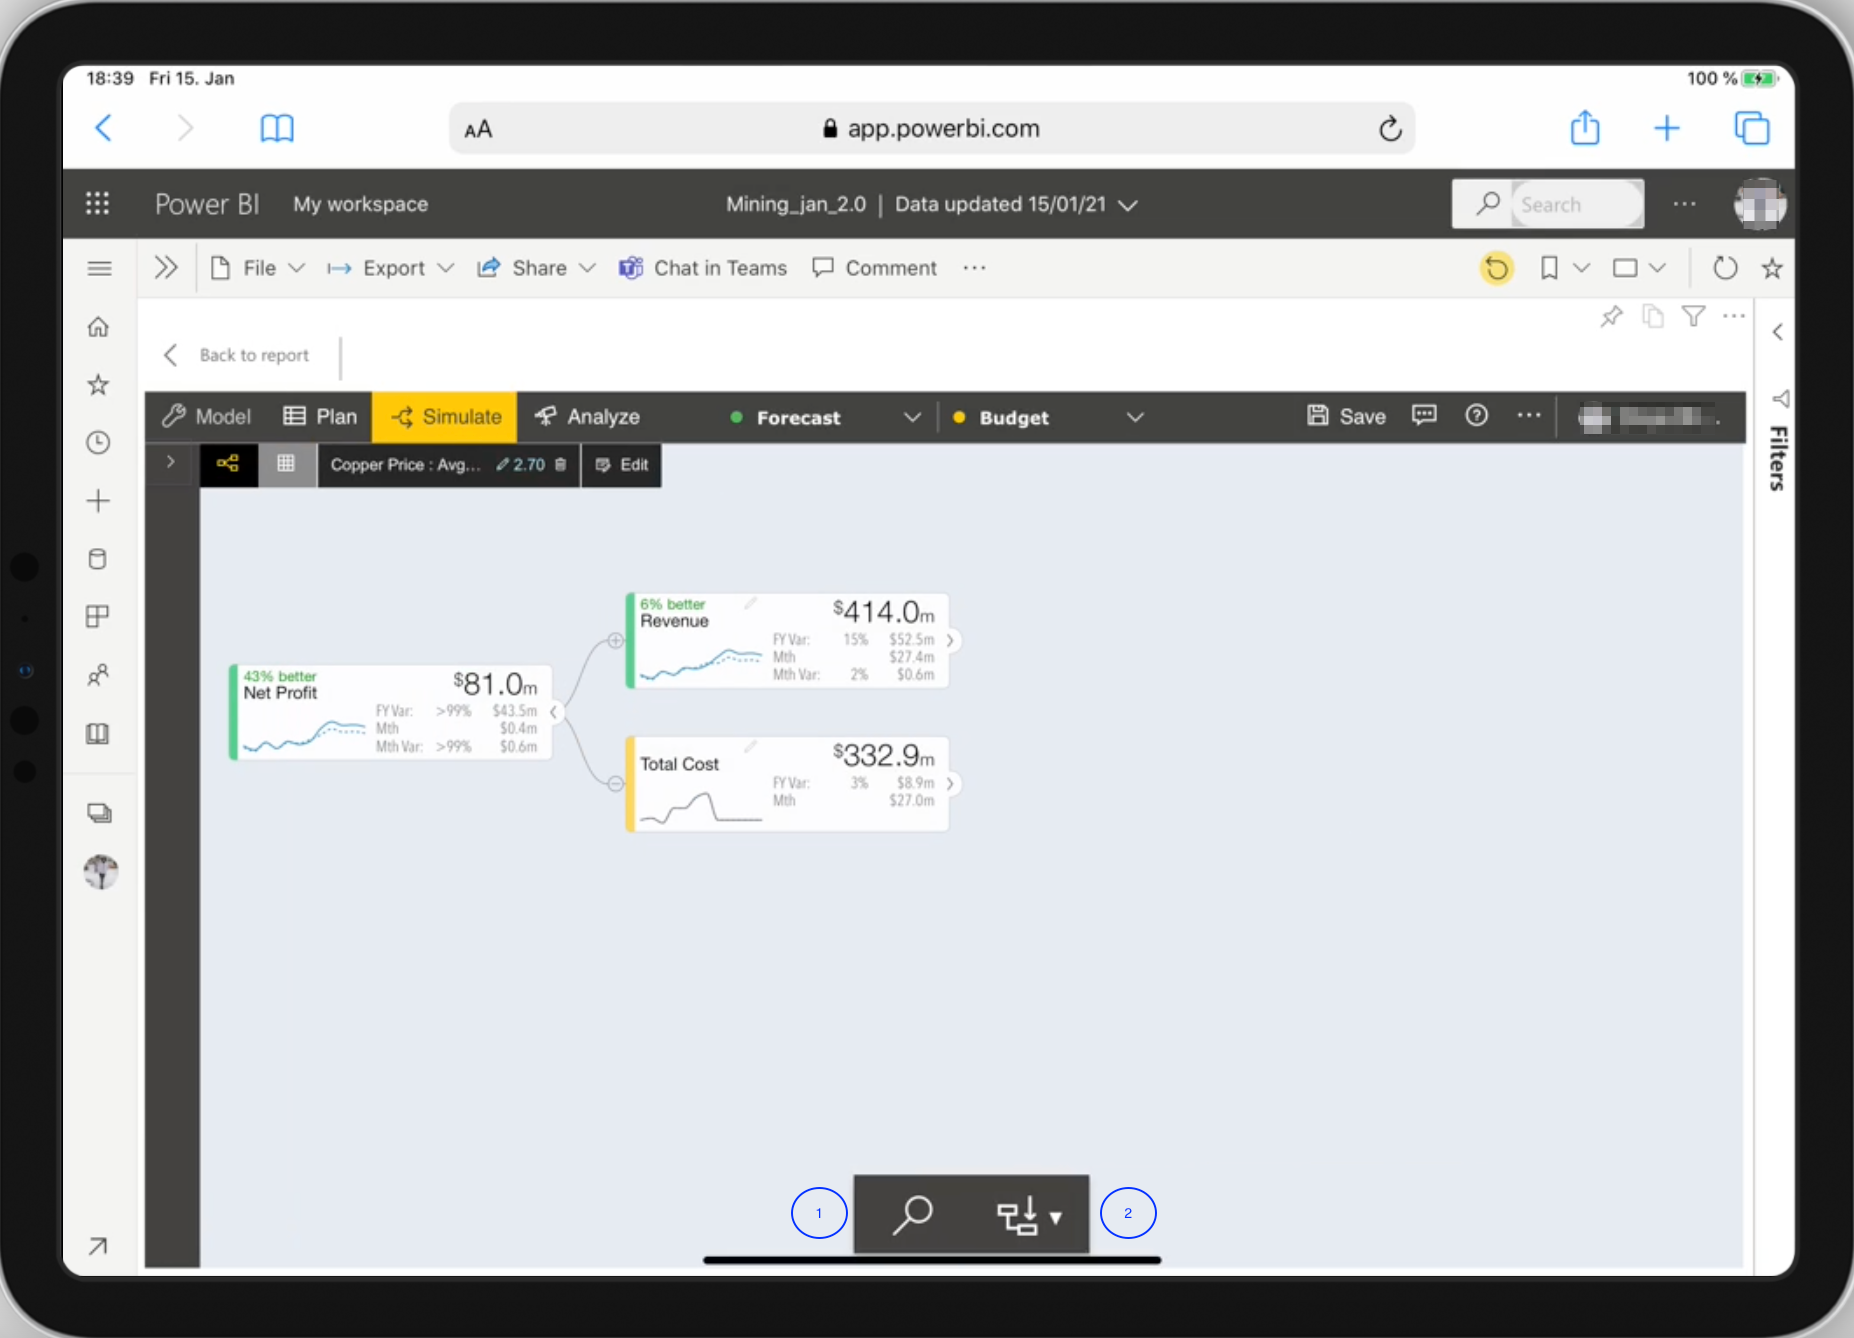 18:39 Fri 15. Jan
100 %
AA
app.powerbi.com
Power BI My workspace
Mining_jan_2.0 | Data updated 15/01/21
Search
File Export Share Chat in Teams Comment
Back to report
Filters
Model Plan Simulate Analyze Forecast Budget Save
Copper Price : Avg... 2.70 Edit
6% better
Revenue
$414.0m
FY Var: 15% $52.5m
Mth $27.4m
Mth Var: 2% $0.6m
43% better
Net Profit
$81.0m
FY Var: >99% $43.5m
Mth $0.4m
Mth Var: >99% $0.6m
Total Cost
$332.9m
FY Var: 3% $8.9m
Mth $27.0m
1
2